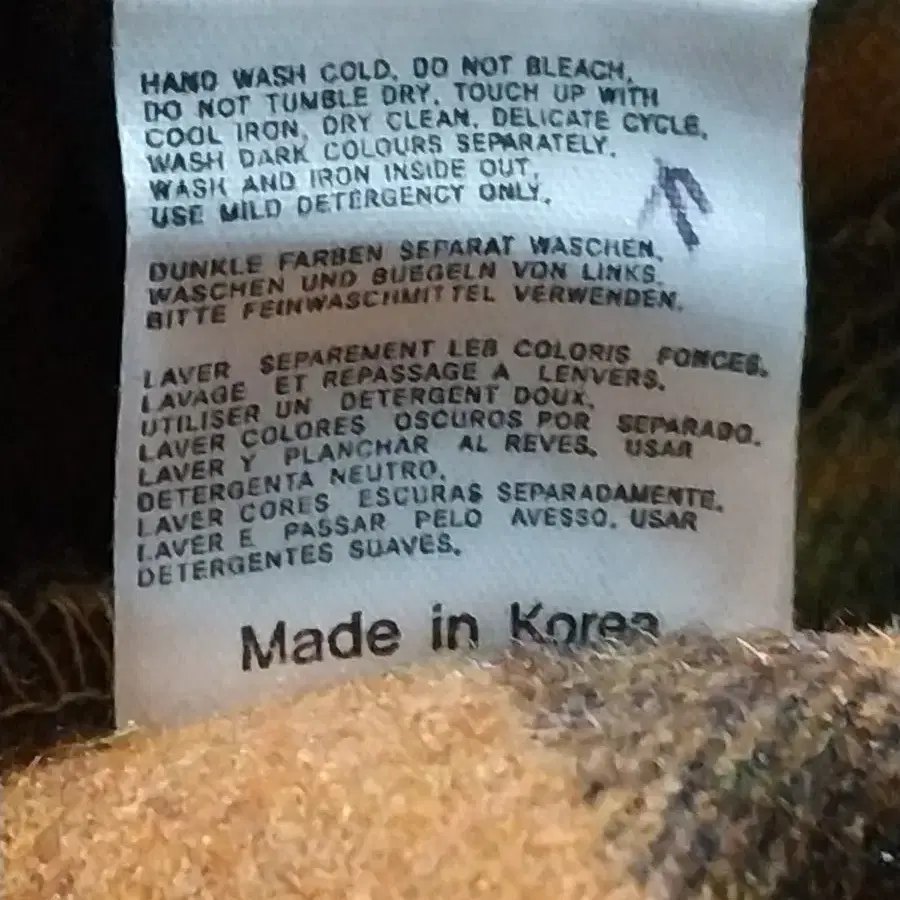 HAND WASH COLD. DO NOT BLEACH.
DO NOT TUMBLE DRY. TOUCH UP WITH
COOL IRON. DRY CLEAN. DELICATE CYCLE.
WASH DARK COLOURS SEPARATELY.
WASH AND IRON INSIDE OUT.
USE MILD DETERGENCY ONLY.
DUNKLE FARBEN SEPARAT WASCHEN.
WASCHEN UND BUEGELN VON LINKS.
BITTE FEINWASCHMITTEL VERWENDEN.
LAVER SEPAREMENT LES COLORIS FONCES.
LAVAGE ET REPASSAGE A LENVERS.
UTILISER UN DETERGENT DOUX.
LAVER COLORES OSCUROS POR SEPARADO.
LAVER Y PLANCHAR AL REVES. USAR
DETERGENTA NEUTRO.
LAVER CORES ESCURAS SEPARADAMENTE.
LAVER E PASSAR PELO AVESSO. USAR
DETERGENTES SUAVES.
Made in Korea